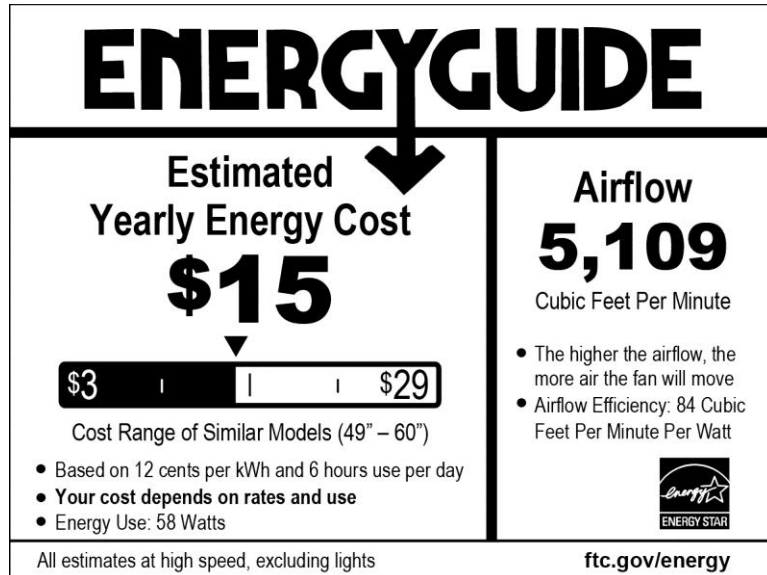 ENERGYGUIDE
Estimated
Yearly Energy Cost
$15
$3 $29
Cost Range of Similar Models (49” – 60”)
● Based on 12 cents per kWh and 6 hours use per day
● Your cost depends on rates and use
● Energy Use: 58 Watts
Airflow
5,109
Cubic Feet Per Minute
● The higher the airflow, the
more air the fan will move
● Airflow Efficiency: 84 Cubic
Feet Per Minute Per Watt
energy
ENERGY STAR
All estimates at high speed, excluding lights
ftc.gov/energy